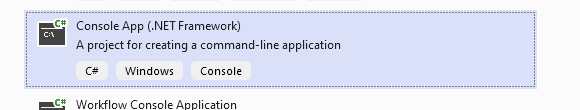 C#
C:\
Console App (.NET Framework)
A project for creating a command-line application
C# Windows Console
C#
Workflow Console Application